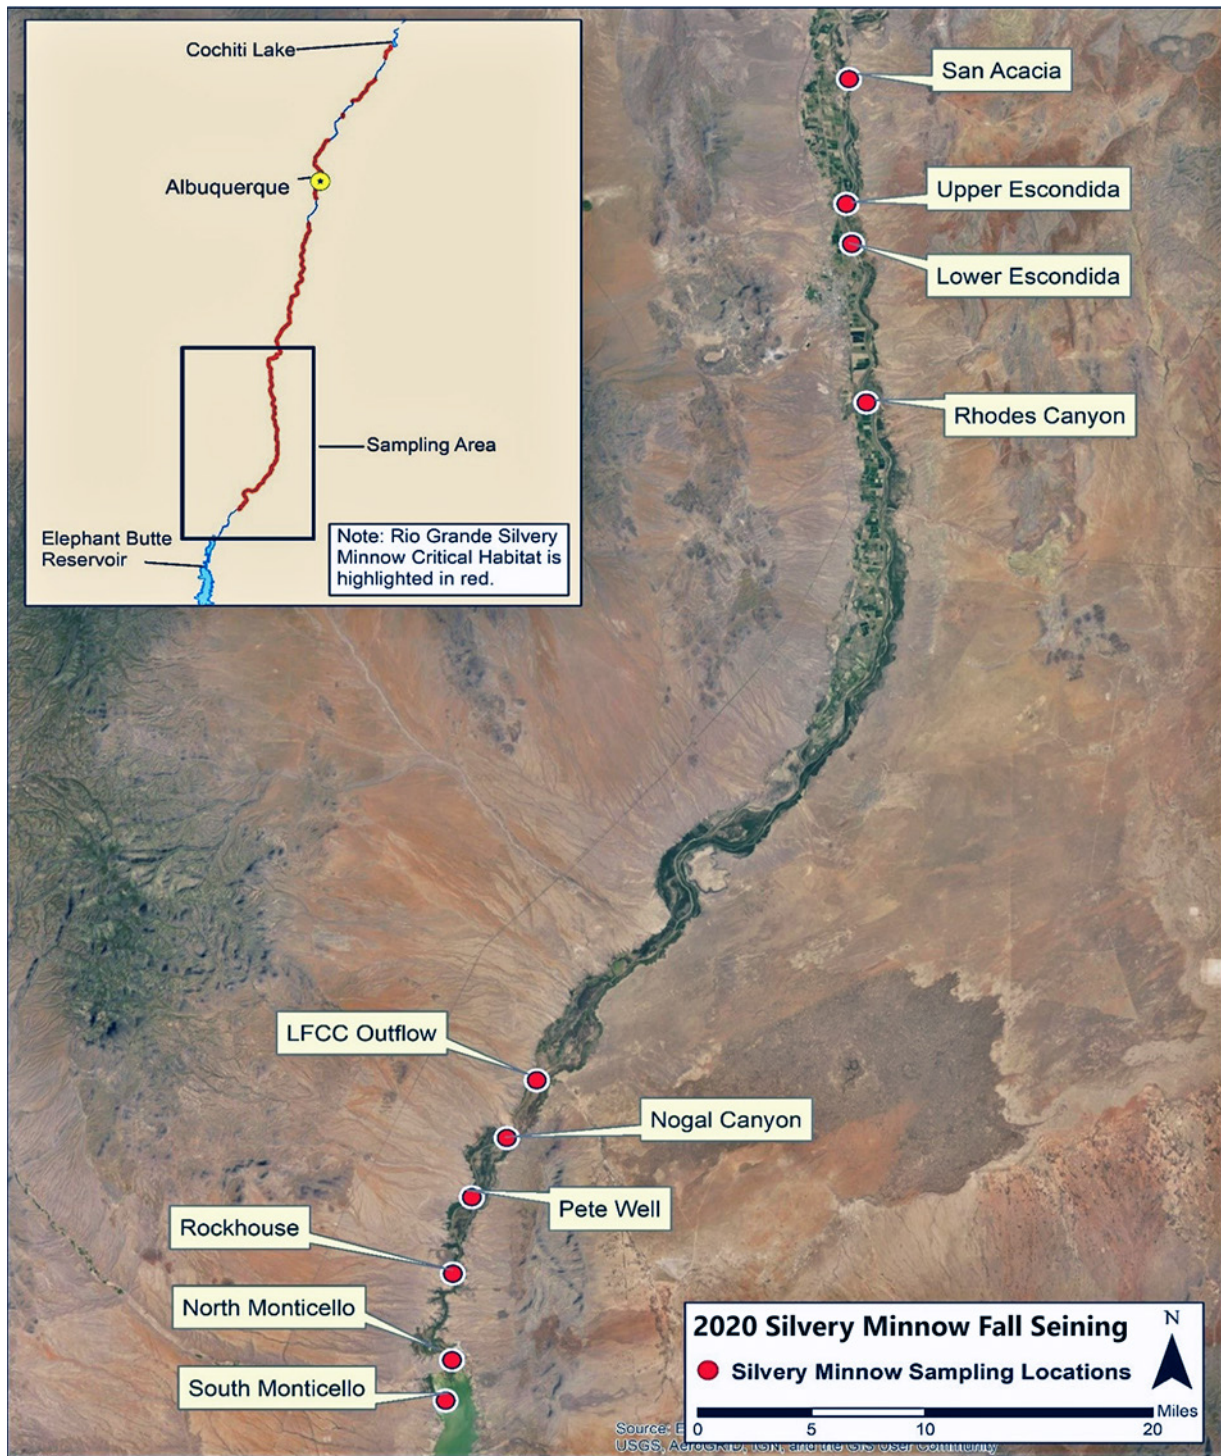 Cochiti Lake
Albuquerque
Sampling Area
Elephant Butte
Reservoir
Note: Rio Grande Silvery
Minnow Critical Habitat is
highlighted in red.
San Acacia
Upper Escondida
Lower Escondida
Rhodes Canyon
LFCC Outflow
Nogal Canyon
Pete Well
Rockhouse
North Monticello
South Monticello
2020 Silvery Minnow Fall Seining
N
Silvery Minnow Sampling Locations
Miles
0 5 10 20
Source:
USGS, AeroGRID, IGN, and the GIS User Community